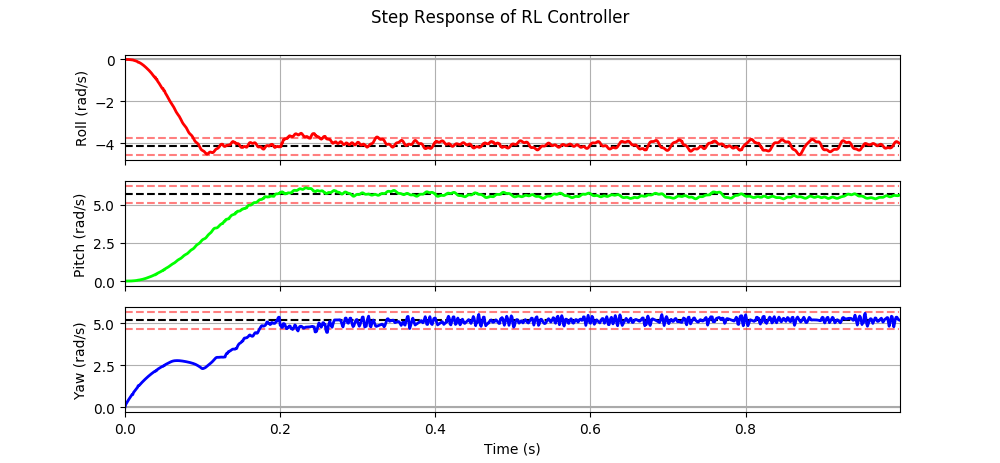 Step Response of RL Controller
Roll (rad/s)
0
−2
−4
Pitch (rad/s)
5.0
2.5
0.0
Yaw (rad/s)
5.0
2.5
0.0
0.0 0.2 0.4 0.6 0.8
Time (s)